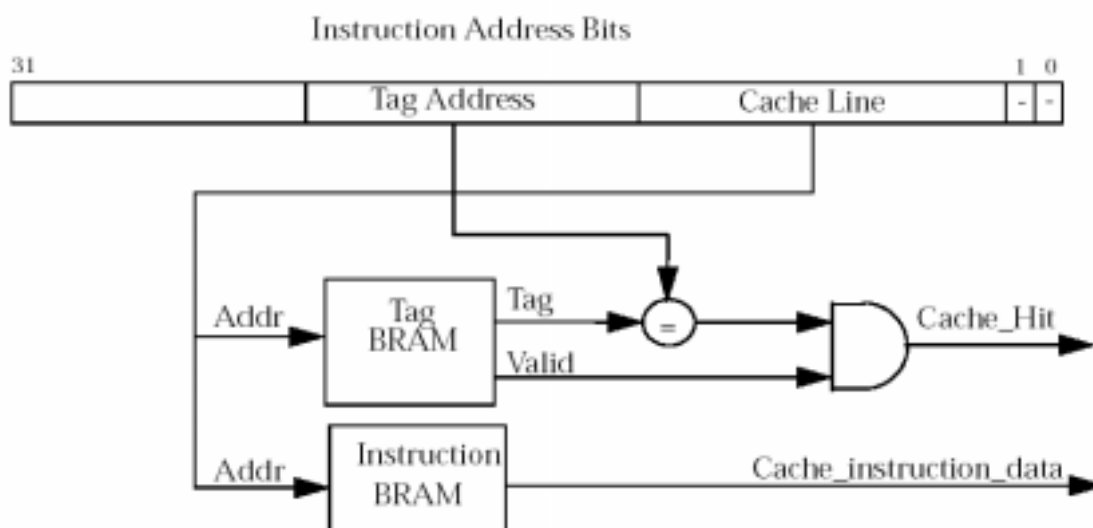 Instruction Address Bits
31
1 0
Tag Address
Cache Line
-
-
Addr
Tag
BRAM
Tag
Valid
=
Cache_Hit
Addr
Instruction
BRAM
Cache_instruction_data